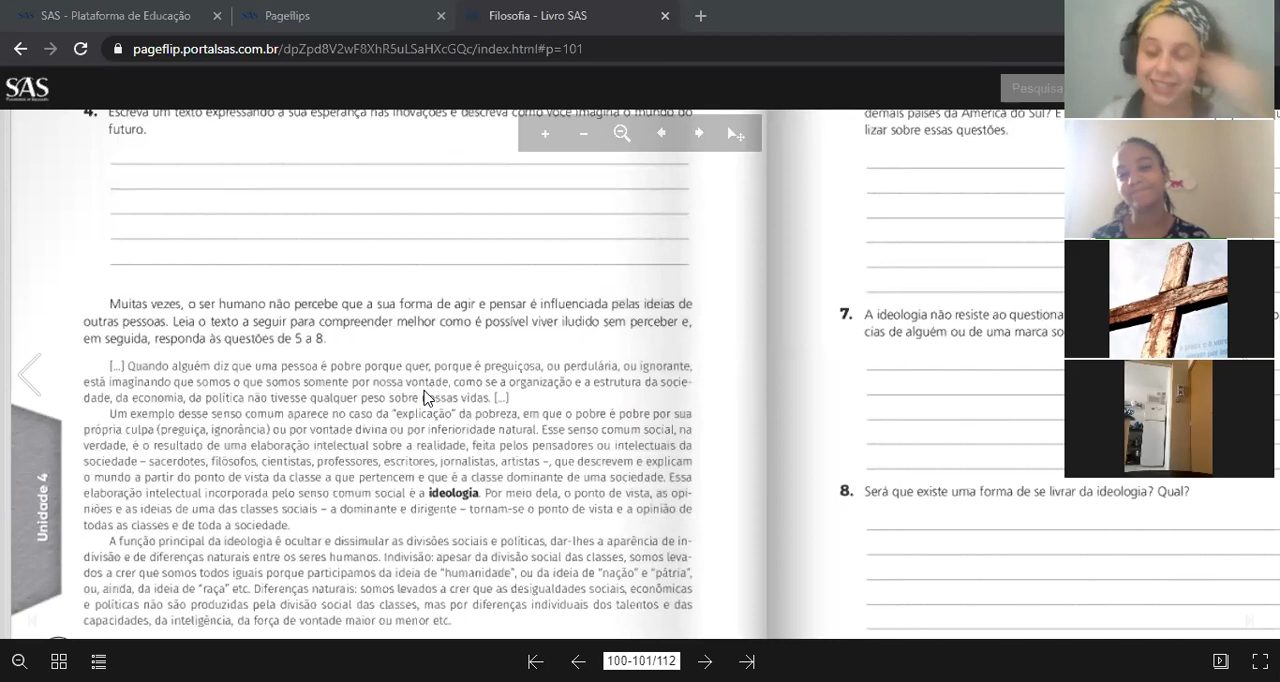 SAS - Plataforma de Educação
Pageflips
Filosofia - Livro SAS
pageflip.portalsas.com.br/dpZpd8V2wF8XhR5uLSaHXcGQc/index.html#p=101
SAS
Pesquisa
4. Escreva um texto expressando a sua esperança nas inovações e descreva como você imagina o mundo do
futuro.
Muitas vezes, o ser humano não percebe que a sua forma de agir e pensar é influenciada pelas ideias de
outras pessoas. Leia o texto a seguir para compreender melhor como é possível viver iludido sem perceber e,
em seguida, responda às questões de 5 a 8.
[...] Quando alguém diz que uma pessoa é pobre porque quer, porque é preguiçosa, ou perdulária, ou ignorante,
está imaginando que somos o que somos somente por nossa vontade, como se a organização e a estrutura da socie-
dade, da economia, da política não tivesse qualquer peso sobre nossas vidas. [...]
Um exemplo desse senso comum aparece no caso da "explicação" da pobreza, em que o pobre é pobre por sua
própria culpa (preguiça, ignorância) ou por vontade divina ou por inferioridade natural. Esse senso comum social, na
verdade, é o resultado de uma elaboração intelectual sobre a realidade, feita pelos pensadores ou intelectuais da
sociedade – sacerdotes, filósofos, cientistas, professores, escritores, jornalistas, artistas –, que descrevem e explicam
o mundo a partir do ponto de vista da classe a que pertencem e que é a classe dominante de uma sociedade. Essa
elaboração intelectual incorporada pelo senso comum social é a ideologia. Por meio dela, o ponto de vista, as opi-
niões e as ideias de uma das classes sociais – a dominante e dirigente – tornam-se o ponto de vista e a opinião de
todas as classes e de toda a sociedade.
A função principal da ideologia é ocultar e dissimular as divisões sociais e políticas, dar-lhes a aparência de in-
divisão e de diferenças naturais entre os seres humanos. Indivisão: apesar da divisão social das classes, somos leva-
dos a crer que somos todos iguais porque participamos da ideia de "humanidade", ou da ideia de "nação" e "pátria",
ou, ainda, da ideia de "raça" etc. Diferenças naturais: somos levados a crer que as desigualdades sociais, econômicas
e políticas não são produzidas pela divisão social das classes, mas por diferenças individuais dos talentos e das
capacidades, da inteligência, da força de vontade maior ou menor etc.
Unidade 4
demais países da América do Sul? E
lizar sobre essas questões.
7. A ideologia não resiste ao questiona
cias de alguém ou de uma marca so
8. Será que existe uma forma de se livrar da ideologia? Qual?
100-101/112